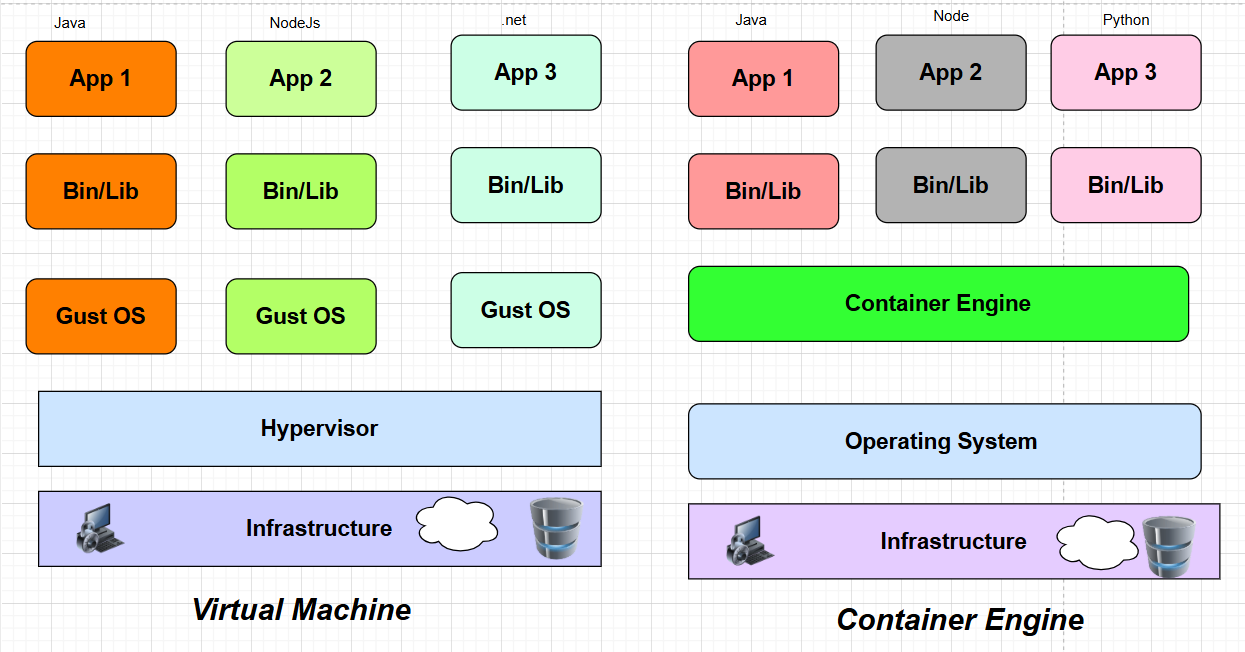 Java NodeJs .net
App 1 App 2 App 3
Bin/Lib Bin/Lib Bin/Lib
Gust OS Gust OS Gust OS
Hypervisor
Infrastructure
Virtual Machine
Java Node Python
App 1 App 2 App 3
Bin/Lib Bin/Lib Bin/Lib
Container Engine
Operating System
Infrastructure
Container Engine